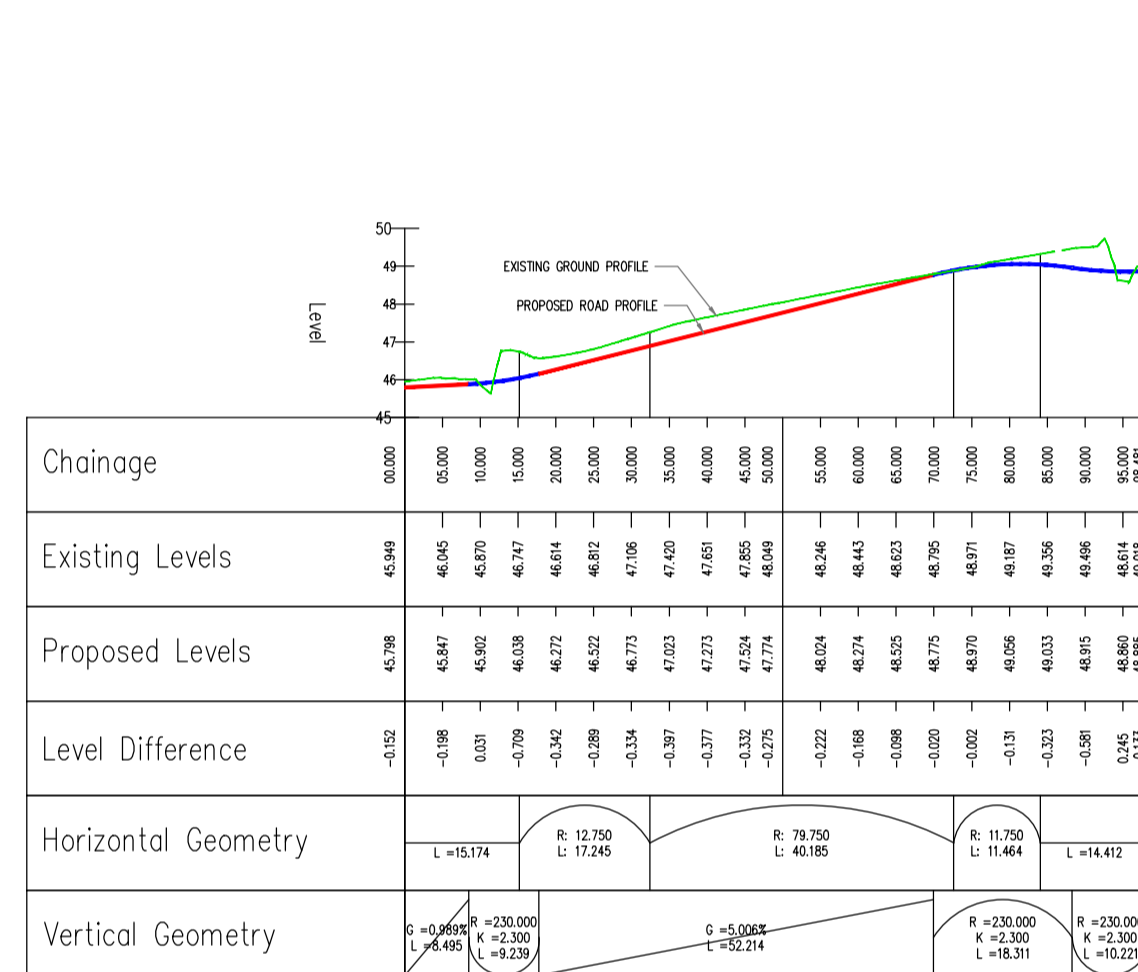 50
49
48
47
46
45
Level
EXISTING GROUND PROFILE
PROPOSED ROAD PROFILE
Chainage 00.000 05.000 10.000 15.000 20.000 25.000 30.000 35.000 40.000 45.000 50.000 55.000 60.000 65.000 70.000 75.000 80.000 85.000 90.000 95.000
Existing Levels 45.949 46.045 45.870 46.747 46.614 46.812 47.106 47.420 47.651 47.855 48.049 48.246 48.443 48.623 48.795 48.971 49.187 49.356 49.496 48.614
Proposed Levels 45.798 45.847 45.902 46.038 46.272 46.522 46.773 47.023 47.273 47.524 47.774 48.024 48.274 48.525 48.775 48.970 49.056 49.033 48.915 48.860
Level Difference -0.152 -0.198 0.031 -0.709 -0.342 -0.289 -0.334 -0.397 -0.377 -0.332 -0.275 -0.222 -0.168 -0.098 -0.020 -0.002 -0.131 -0.323 -0.581 0.245
Horizontal Geometry
L =15.174
R: 12.750
L: 17.245
R: 79.750
L: 40.185
R: 11.750
L: 11.464
L =14.412
Vertical Geometry
G =0.989%
L =8.495
R =230.000
K =2.300
L =9.239
G =5.006%
L =52.214
R =230.000
K =2.300
L =18.311
R =230.000
K =2.300
L =10.221